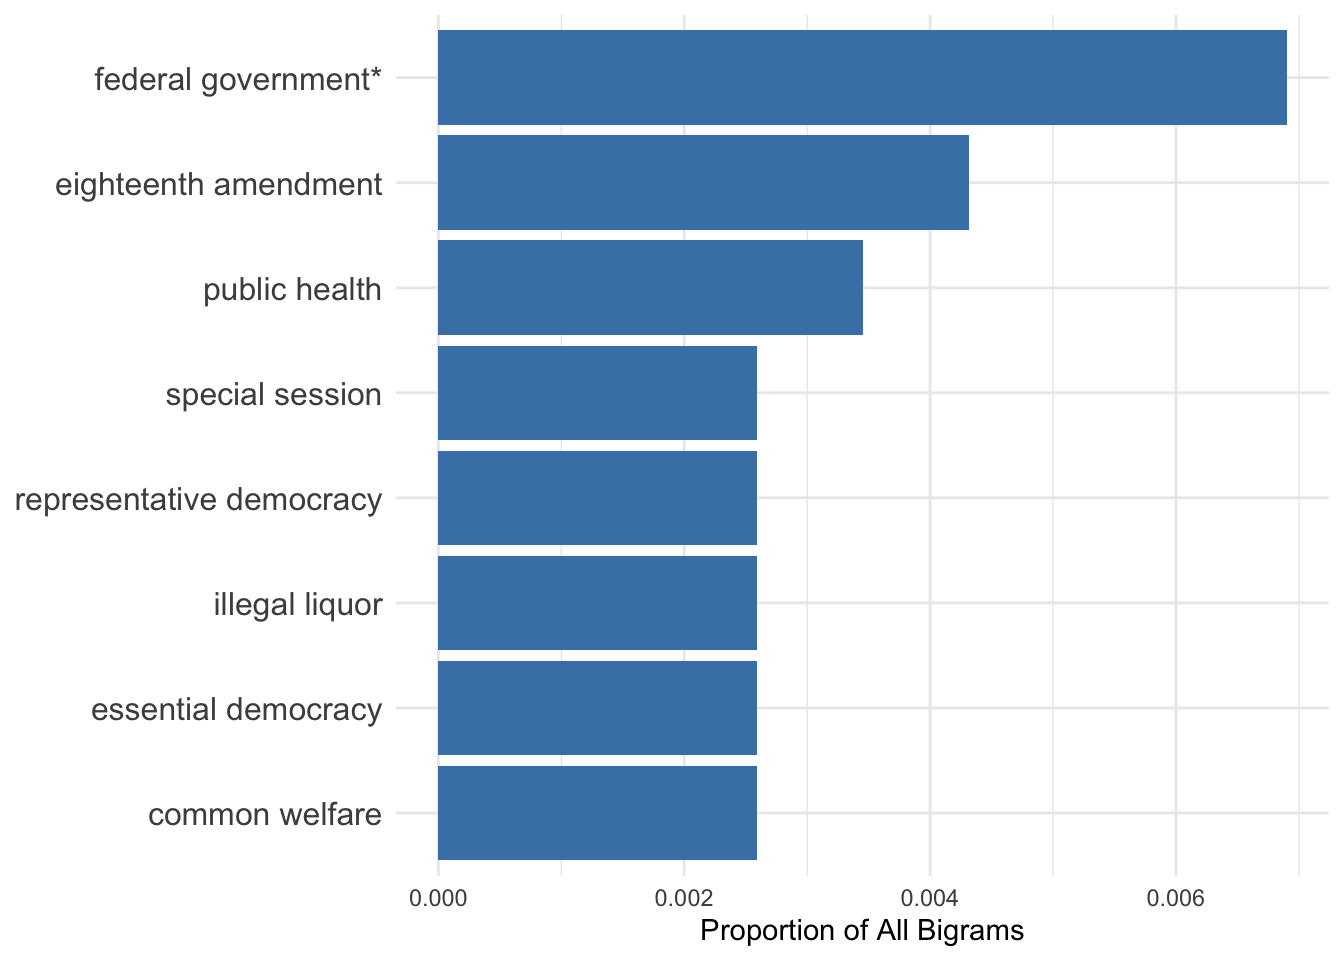 federal government*
eighteenth amendment
public health
special session
representative democracy
illegal liquor
essential democracy
common welfare
0.000 0.002 0.004 0.006
Proportion of All Bigrams